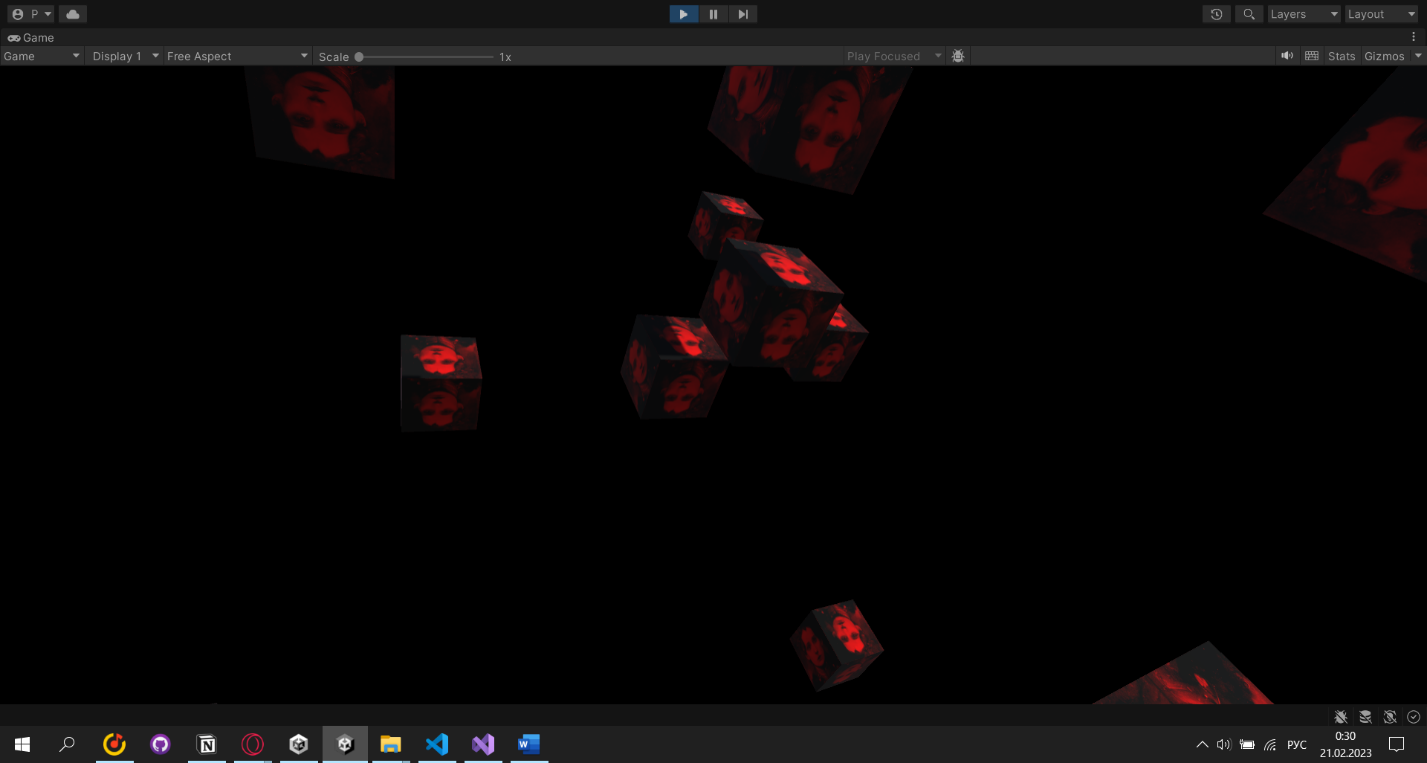 P
Layers
Layout
Game
Game
Display 1
Free Aspect
Scale
1x
Play Focused
Stats
Gizmos
РУС
0:30
21.02.2023